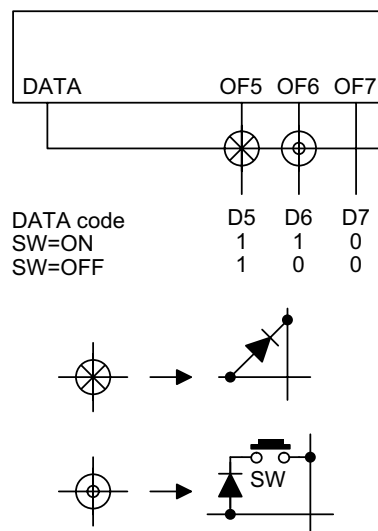 DATA OF5 OF6 OF7
DATA code D5 D6 D7
SW=ON 1 1 0
SW=OFF 1 0 0
SW